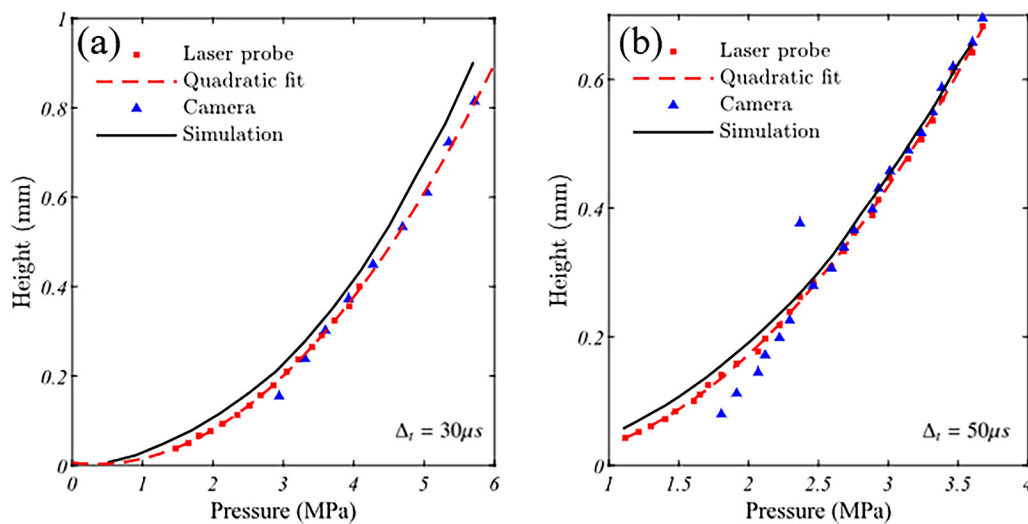 (a)
Laser probe
Quadratic fit
Camera
Simulation
1
0.8
0.6
0.4
0.2
0
Height (mm)
0 1 2 3 4 5 6
Pressure (MPa)
Δt = 30μs
(b)
Laser probe
Quadratic fit
Camera
Simulation
0.6
0.4
0.2
0
Height (mm)
1 1.5 2 2.5 3 3.5 4
Pressure (MPa)
Δt = 50μs